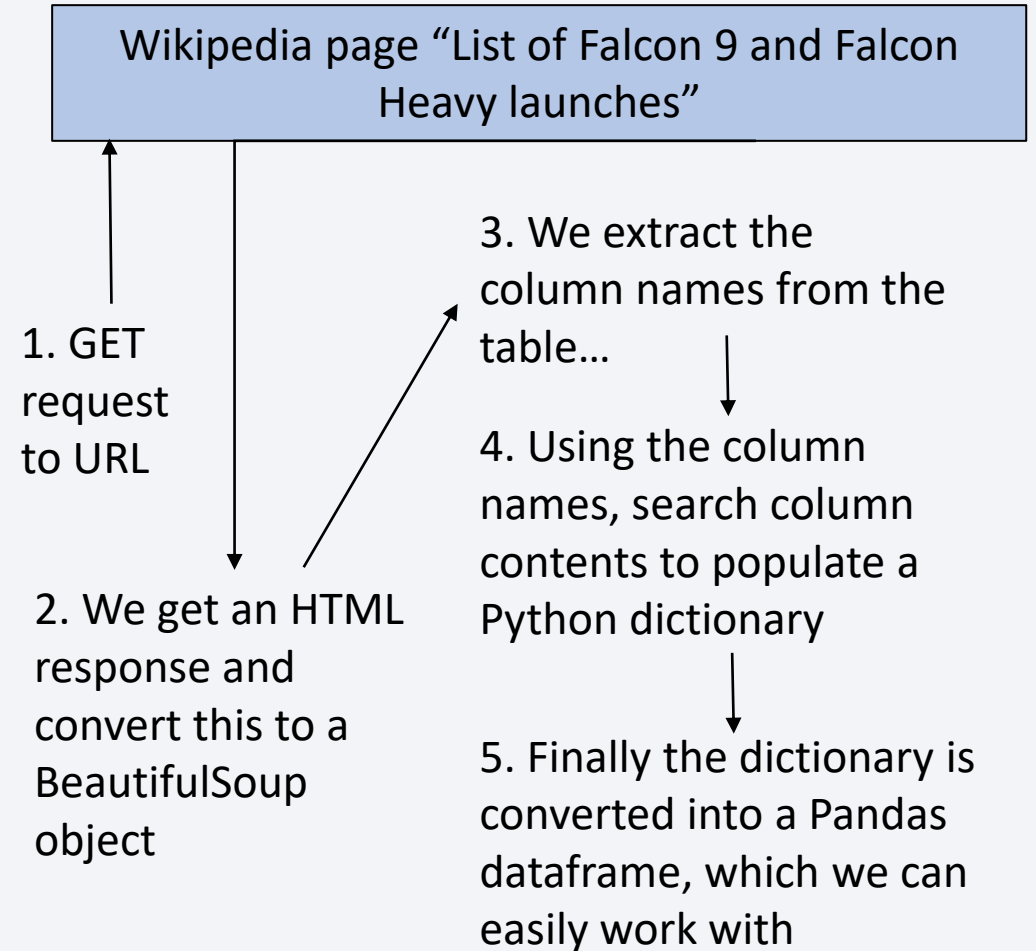 Wikipedia page “List of Falcon 9 and Falcon
Heavy launches”
1. GET
request
to URL
2. We get an HTML
response and
convert this to a
BeautifulSoup
object
3. We extract the
column names from the
table…
4. Using the column
names, search column
contents to populate a
Python dictionary
5. Finally the dictionary is
converted into a Pandas
dataframe, which we can
easily work with